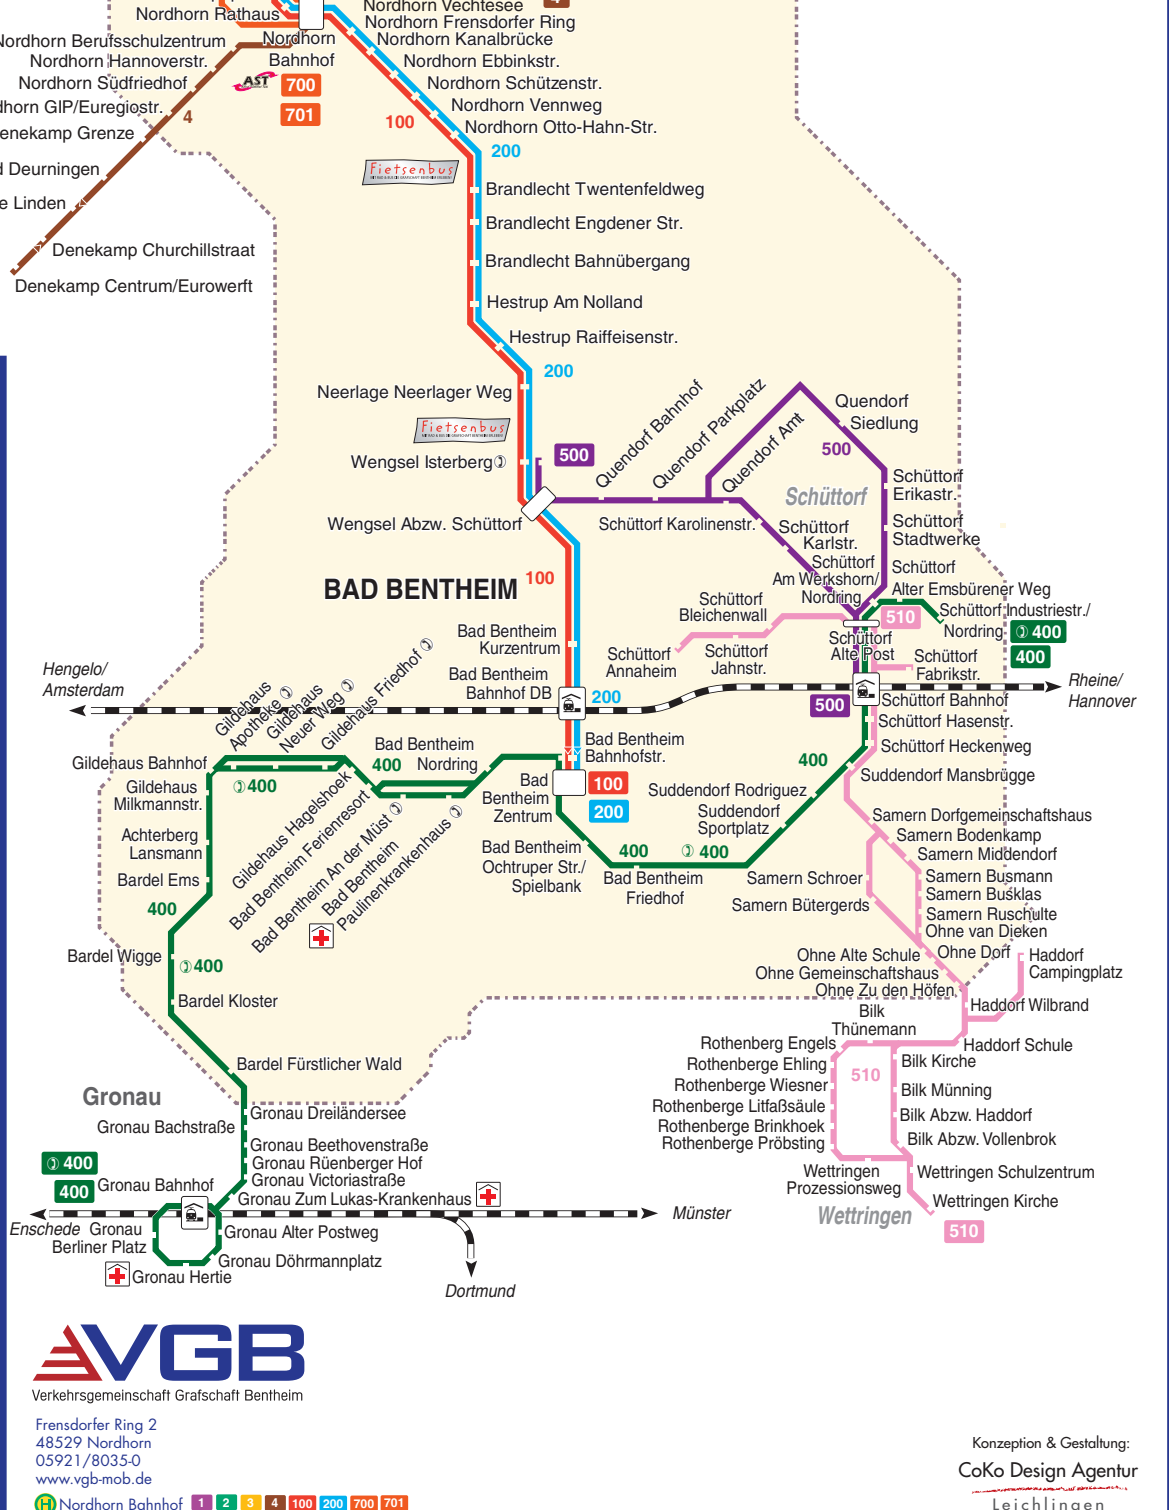 Nordhorn Vechtesee
4
Nordhorn Rathaus
Nordhorn Frensdorfer Ring
Nordhorn Berufsschulzentrum
Nordhorn
Bahnhof
Nordhorn Kanalbrücke
Nordhorn Hannoverstr.
Nordhorn Ebbinkstr.
Nordhorn Südfriedhof
AST
700
Nordhorn Schützenstr.
dhorn GIP/Euregiostr.
4
701
100
Nordhorn Vennweg
enekamp Grenze
Nordhorn Otto-Hahn-Str.
200
d Deurningen
Fietsenbus
Brandlecht Twentenfeldweg
e Linden
Brandlecht Engdener Str.
Denekamp Churchillstraat
Brandlecht Bahnübergang
Denekamp Centrum/Eurowerft
Hestrup Am Nolland
Hestrup Raiffeisenstr.
200
Neerlage Neerlager Weg
Fietsenbus
Wengsel Isterberg
500
Quendorf Bahnhof
Quendorf Parkplatz
Quendorf Amt
Quendorf
Siedlung
500
Schüttorf
Schüttorf
Erikastr.
Wengsel Abzw. Schüttorf
Schüttorf Karolinenstr.
Schüttorf
Karlstr.
Schüttorf
Stadtwerke
BAD BENTHEIM
100
Schüttorf
Am Werkshorn/
Nordring
Schüttorf
Alter Emsbürener Weg
Schüttorf
Bleichenwall
510
Schüttorf Industriestr./
Nordring
400
400
Bad Bentheim
Kurzentrum
Schüttorf
Alte Post
Schüttorf
Annaheim
Schüttorf
Jahnstr.
Schüttorf
Fabrikstr.
Hengelo/
Amsterdam
Bad Bentheim
Bahnhof DB
200
Rheine/
Hannover
500
Schüttorf Bahnhof
Schüttorf Hasenstr.
Gildehaus
Apotheke
Gildehaus
Neuer Weg
Gildehaus Friedhof
Bad Bentheim
Nordring
Bad Bentheim
Bahnhofstr.
Schüttorf Heckenweg
Gildehaus Bahnhof
400
400
400
Suddendorf Mansbrügge
Gildehaus
Milkmannstr.
Bad
Bentheim
Zentrum
100
200
Suddendorf Rodriguez
Suddendorf
Sportplatz
Samern Dorfgemeinschaftshaus
Samern Bodenkamp
Achterberg
Lansmann
Gildehaus Hagelshoek
Bad Bentheim Ferienresort
Bad Bentheim An der Müst
Bad Bentheim
Paulinenkrankenhaus
Bad Bentheim
Ochtruper Str./
Spielbank
400
400
Samern Middendorf
Bardel Ems
Bad Bentheim
Friedhof
Samern Schroer
Samern Busmann
Samern Bußklas
400
Samern Bütergerds
Samern Ruschulte
Ohne van Dieken
Bardel Wigge
400
Ohne Alte Schule
Ohne Dorf
Haddorf
Campingplatz
Ohne Gemeinschaftshaus
Ohne Zu den Höfen
Bardel Kloster
Haddorf Wilbrand
Bilk
Thünemann
Rothenberg Engels
Haddorf Schule
Bardel Fürstlicher Wald
Rothenberge Ehling
Bilk Kirche
510
Rothenberge Wiesner
Bilk Münning
Gronau
Rothenberge Litfaßsäule
Gronau Dreiländersee
Bilk Abzw. Haddorf
Gronau Bachstraße
Rothenberge Brinkhoek
Rothenberge Pröbsting
Bilk Abzw. Vollenbrok
Gronau Beethovenstraße
400
Gronau Rüenberger Hof
Wettringen
Prozessionsweg
Wettringen Schulzentrum
400
Gronau Bahnhof
Gronau Victoriastraße
Gronau Zum Lukas-Krankenhaus
Wettringen Kirche
Enschede
Münster
Wettringen
510
Gronau
Berliner Platz
Gronau Alter Postweg
Gronau Döhrmannplatz
Gronau Hertie
Dortmund
VGB
Verkehrsgemeinschaft Grafschaft Bentheim
Frensdorfer Ring 2
48529 Nordhorn
05921/8035-0
www.vgb-mob.de
H Nordhorn Bahnhof 1 2 3 4 100 200 700 701
Konzeption & Gestaltung:
CoKo Design Agentur
Leichlingen